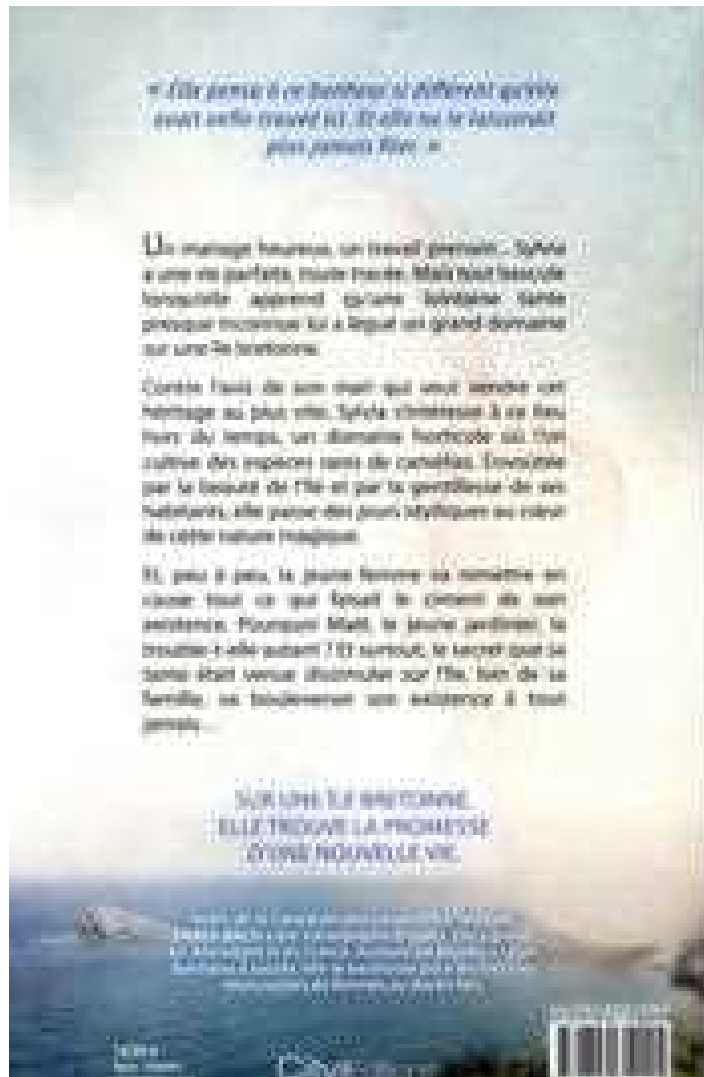 « Elle pensa à ce bonheur si différent qu'elle
avait enfin trouvé ici. Et elle ne le laisserait
plus jamais filer. »
Un mariage heureux, un travail prenant... Sylvia
a une vie parfaite, toute tracée. Mais tout bascule
lorsqu'elle apprend qu'une lointaine tante
presque inconnue lui a légué un grand domaine
sur une île bretonne.
Contre l'avis de son mari qui veut vendre cet
héritage au plus vite, Sylvia s'intéresse à ce lieu
hors du temps, un domaine horticole où l'on
cultive des espèces rares de camélias. Envoûtée
par la beauté de l'île et par la gentillesse de ses
habitants, elle passe des jours idylliques au cœur
de cette nature magique.
Et, peu à peu, la jeune femme va remettre en
cause tout ce qui faisait le ciment de son
existence. Pourquoi Maël, le jeune jardinier, la
trouble-t-elle autant ? Et surtout, le secret que sa
tante était venue dissimuler sur l'île, loin de sa
famille, va bouleverser son existence à tout
jamais...
SUR UNE ÎLE BRETONNE,
ELLE TROUVE LA PROMESSE
D'UNE NOUVELLE VIE.